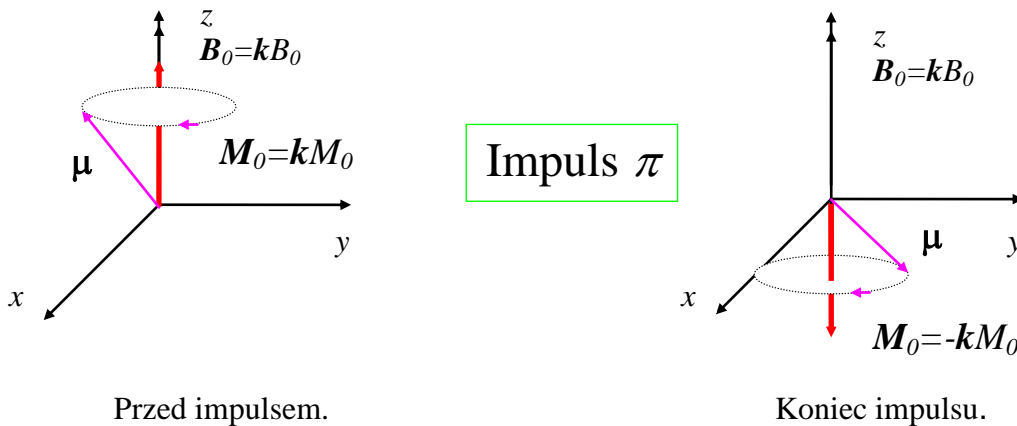 z
B₀=kB₀
μ
M₀=kM₀
y
x
Przed impulsem.
Impuls π
z
B₀=kB₀
μ
y
x
M₀=-kM₀
Koniec impulsu.